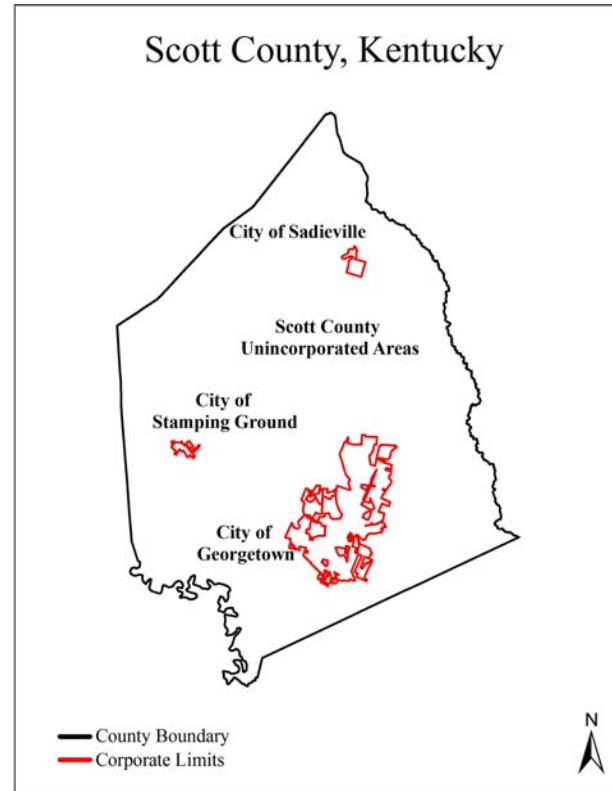 Scott County, Kentucky
City of Sadieville
Scott County
Unincorporated Areas
City of
Stamping Ground
City of
Georgetown
County Boundary
Corporate Limits
N